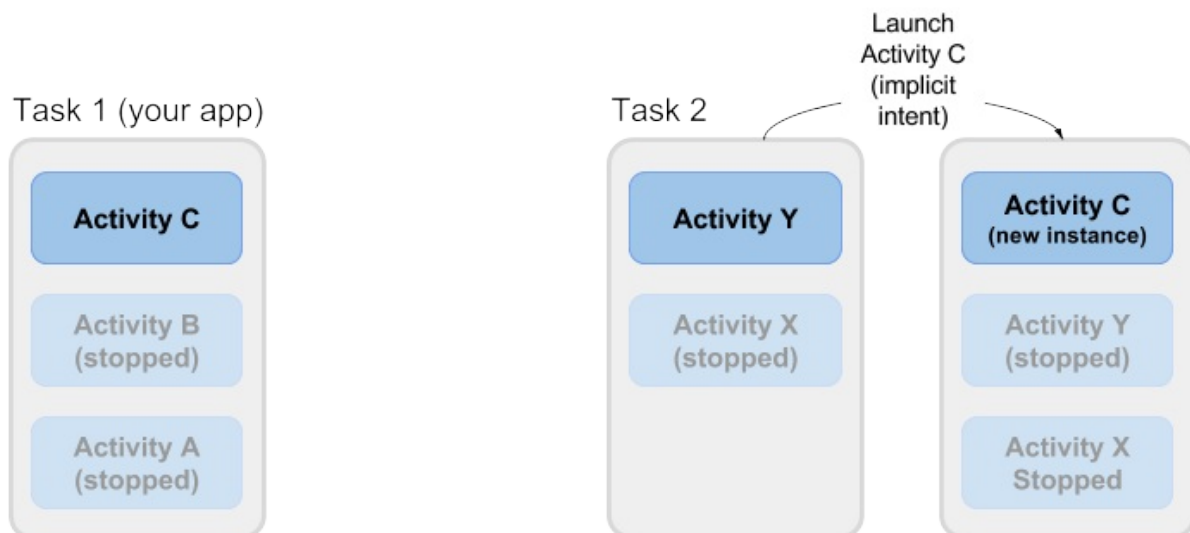 Launch
Activity C
(implicit
intent)
Task 1 (your app)
Task 2
Activity C
Activity B
(stopped)
Activity A
(stopped)
Activity Y
Activity X
(stopped)
Activity C
(new instance)
Activity Y
(stopped)
Activity X
Stopped